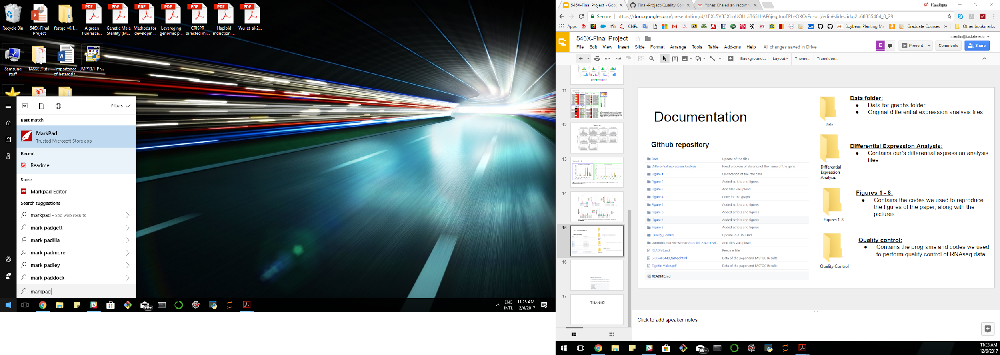 Recycle Bin
546X-Final
Project
fastqc_v0.1...
A green
fluoresce...
Genetic Male
Sterility (M...
Methods for
developin...
Levareging
genomic p...
CRISPR
directed mi...
Haploid
induction ...
Wu_et_al-2...
Samsung
stuff
TASSELTut...
Importance
of heterosis...
JMP13.1_Pr...
Filters
Best match
MarkPad
Trusted Microsoft Store app
Recent
Readme
Store
Markpad Editor
Search suggestions
markpad - See web results
mark padgett
mark padilla
mark padmore
mark padley
mark paddock
markpad
99+
ENG
INTL
11:23 AM
12/6/2017
546X-Final Project - Goo
Final-Project/Quality Con
Yones Khaledian recomm
Henrique
Secure
https://docs.google.com/presentation/d/1BXc5V33XhuUQHdiB65HJAF6jegjtnuEPLeOXQrFu-oU/edit#slide=id.g2b68355404_0_29
Apps
CNPq
Soybean Planting Ma
Graduate Courses
Other bookmarks
546X-Final Project
htrentin@iastate.edu
File Edit View Insert Slide Format Arrange Tools Table Add-ons Help All changes saved in Drive
E
Present
Comments
Share
Background... Layout Theme... Transition...
11
Figure 2
12
13
14
15
Documentation
16
17
THANKS!
Documentation
Github repository
Data Update of the files
Differential Expression Analysis Fixed problem of absence of the name of the gene
Figure 1 Clarification of the raw data
Figure 2 Added scripts and figures
Figure 3 Add files via upload
Figure 4 Code for the graph
Figure 5 Added scripts and figures
Figure 6 Added scripts and figures
Figure 7 Added scripts and figures
Figure 8 Added scripts and figures
Quality_Control Update README.md
sratoolkit.current-win64/sratoolkit.2.8.2-1-wi... Add files via upload
README.md Readme File
SRR5488449_fastqc.html Data of the paper and FASTQC Results
Zigotic Maize.pdf Data of the paper and FASTQC Results
README.md
Data
Data folder:
● Data for graphs folder
● Original differential expression analysis files
Differential
Expression
Analysis
Differential Expression Analysis:
● Contains our's differential expression analysis
files
Figures 1-8
Figures 1 - 8:
● Contains the codes we used to reproduce
the figures of the paper, along with the
pictures
Quality Control
Quality control:
● Contains the programs and codes we used
to perform quality control of RNAseq data
Click to add speaker notes
99+
11:23 AM
12/6/2017